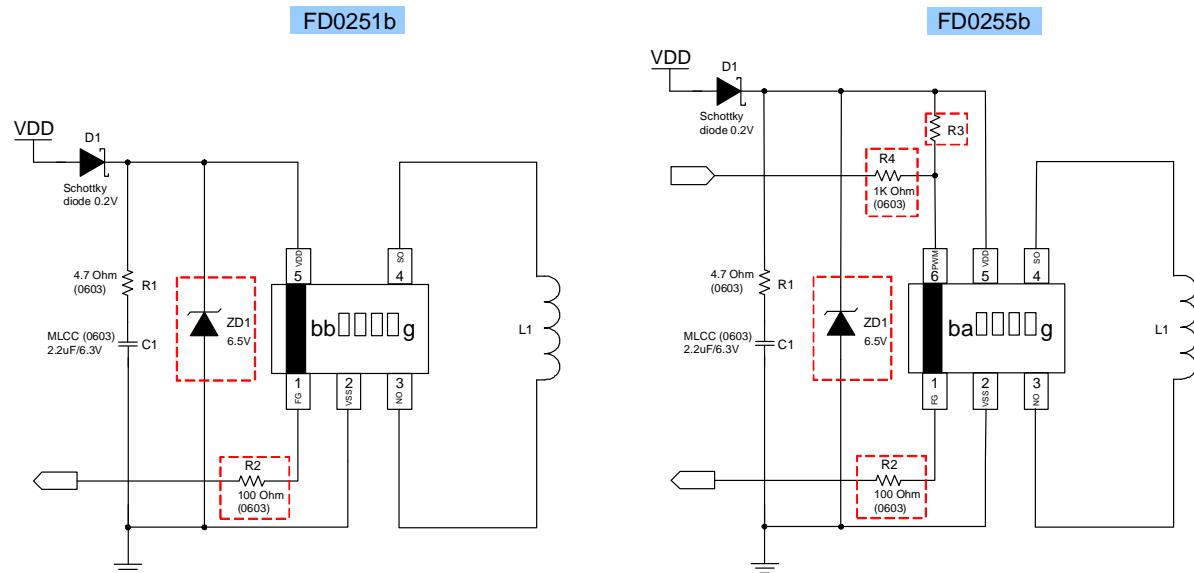 FD0251b
VDD
D1
Schottky
diode 0.2V
4.7 Ohm
(0603)
R1
MLCC (0603)
2.2uF/6.3V
C1
ZD1
6.5V
5
VDD
4
SO
bb□□□□g
1
FG
2
VSS
3
NO
L1
R2
100 Ohm
(0603)
FD0255b
VDD
D1
Schottky
diode 0.2V
R3
R4
1K Ohm
(0603)
4.7 Ohm
(0603)
R1
MLCC (0603)
2.2uF/6.3V
C1
ZD1
6.5V
6
PWM
5
VDD
4
SO
ba□□□□g
1
FG
2
VSS
3
NO
L1
R2
100 Ohm
(0603)